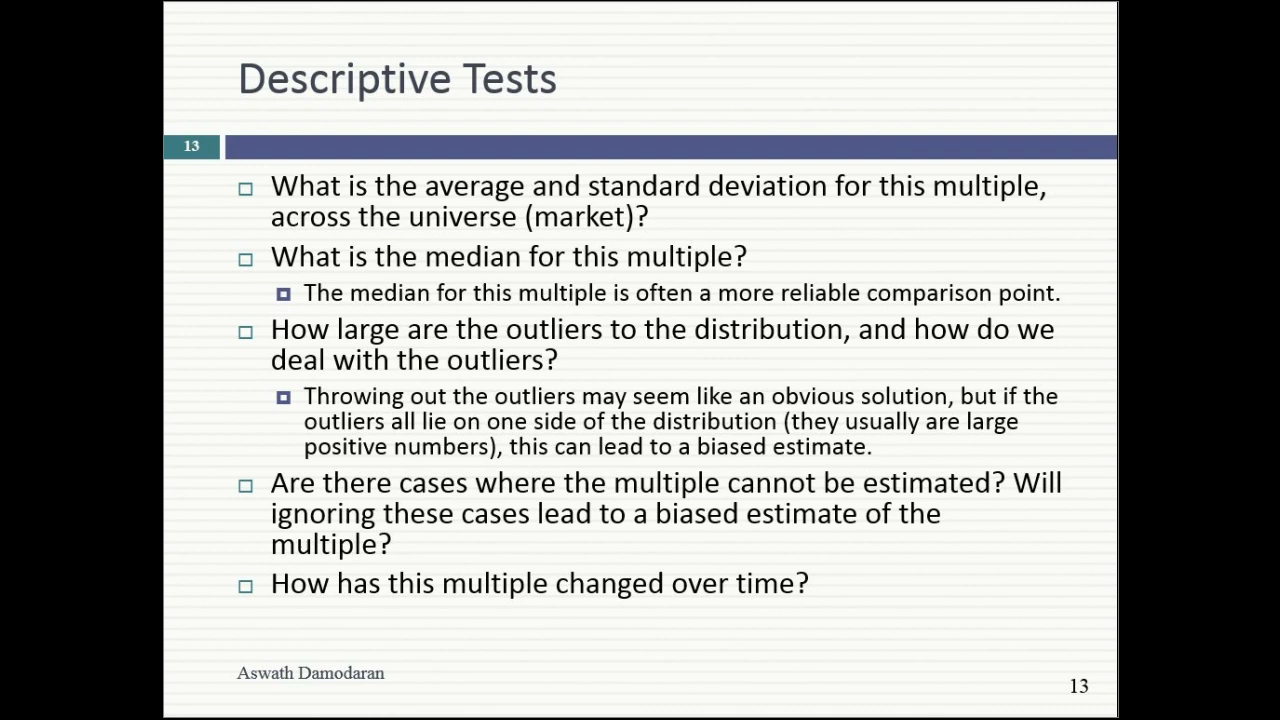 Descriptive Tests
13
What is the average and standard deviation for this multiple,
across the universe (market)?
What is the median for this multiple?
The median for this multiple is often a more reliable comparison point.
How large are the outliers to the distribution, and how do we
deal with the outliers?
Throwing out the outliers may seem like an obvious solution, but if the
outliers all lie on one side of the distribution (they usually are large
positive numbers), this can lead to a biased estimate.
Are there cases where the multiple cannot be estimated? Will
ignoring these cases lead to a biased estimate of the
multiple?
How has this multiple changed over time?
Aswath Damodaran
13